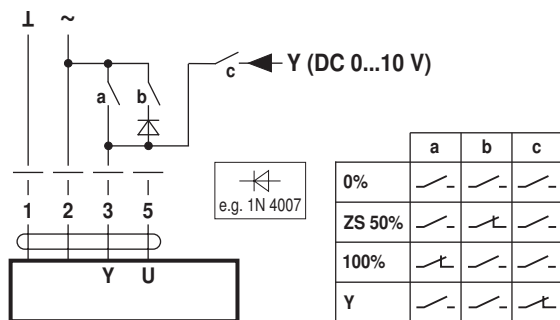 ⊥ ~
a b c Y (DC 0...10 V)
1 2 3 5
Y U
e.g. 1N 4007
a b c
0%
ZS 50%
100%
Y